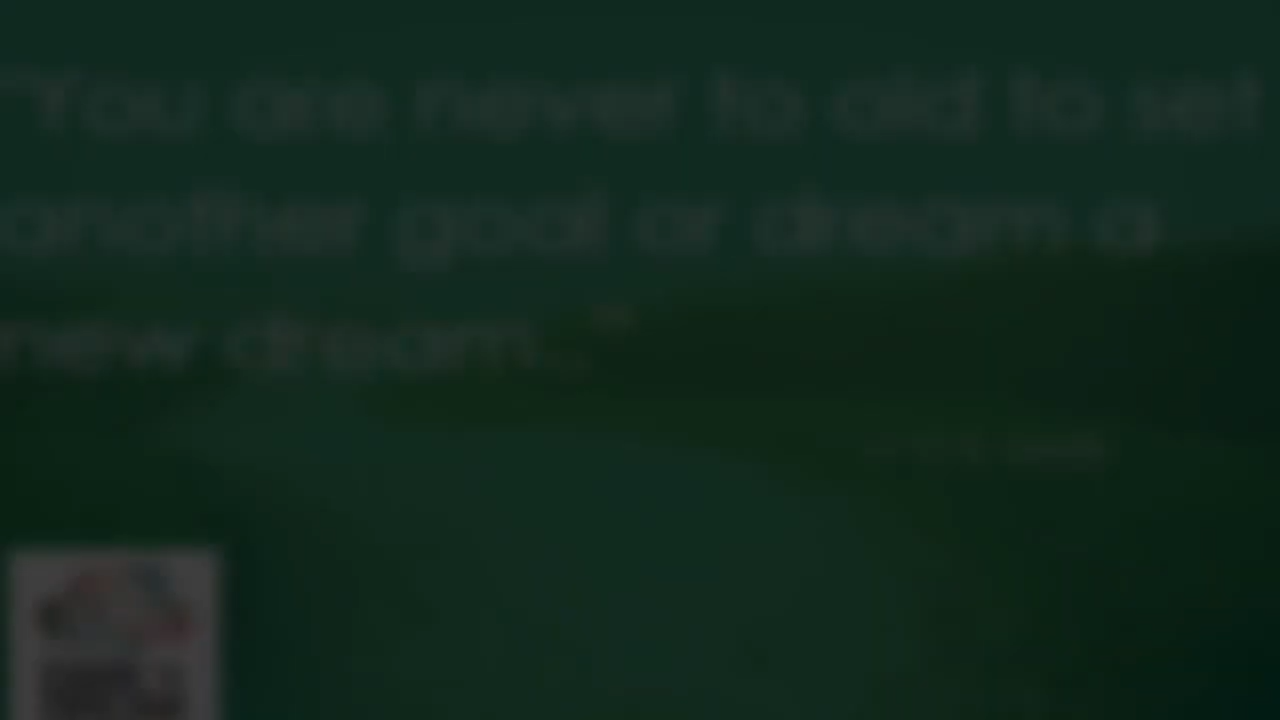 "You are never to old to set
another goal or dream a
new dream..."